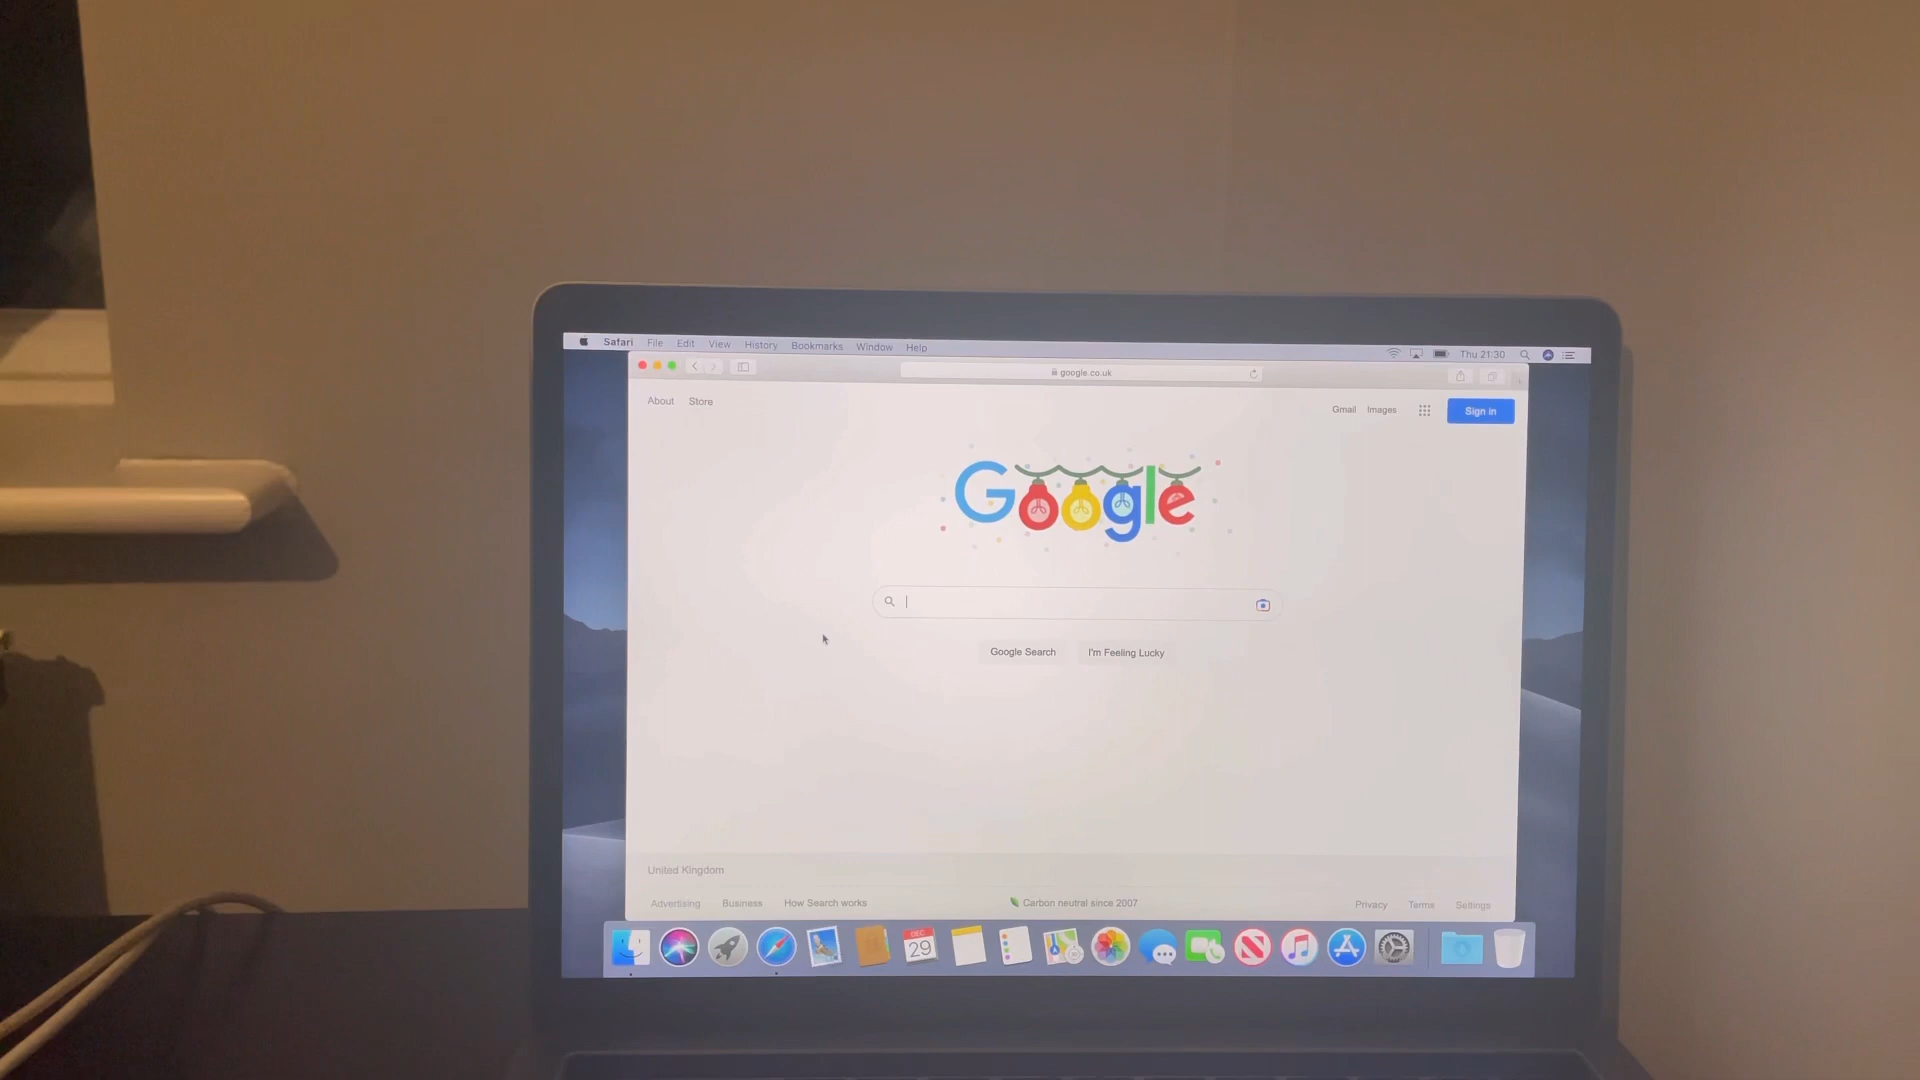 Safari File Edit View History Bookmarks Window Help Thu 21:30
google.co.uk
About Store Gmail Images Sign in
Google
Google Search I'm Feeling Lucky
United Kingdom
Advertising Business How Search works Carbon neutral since 2007 Privacy Terms Settings
DEC
29